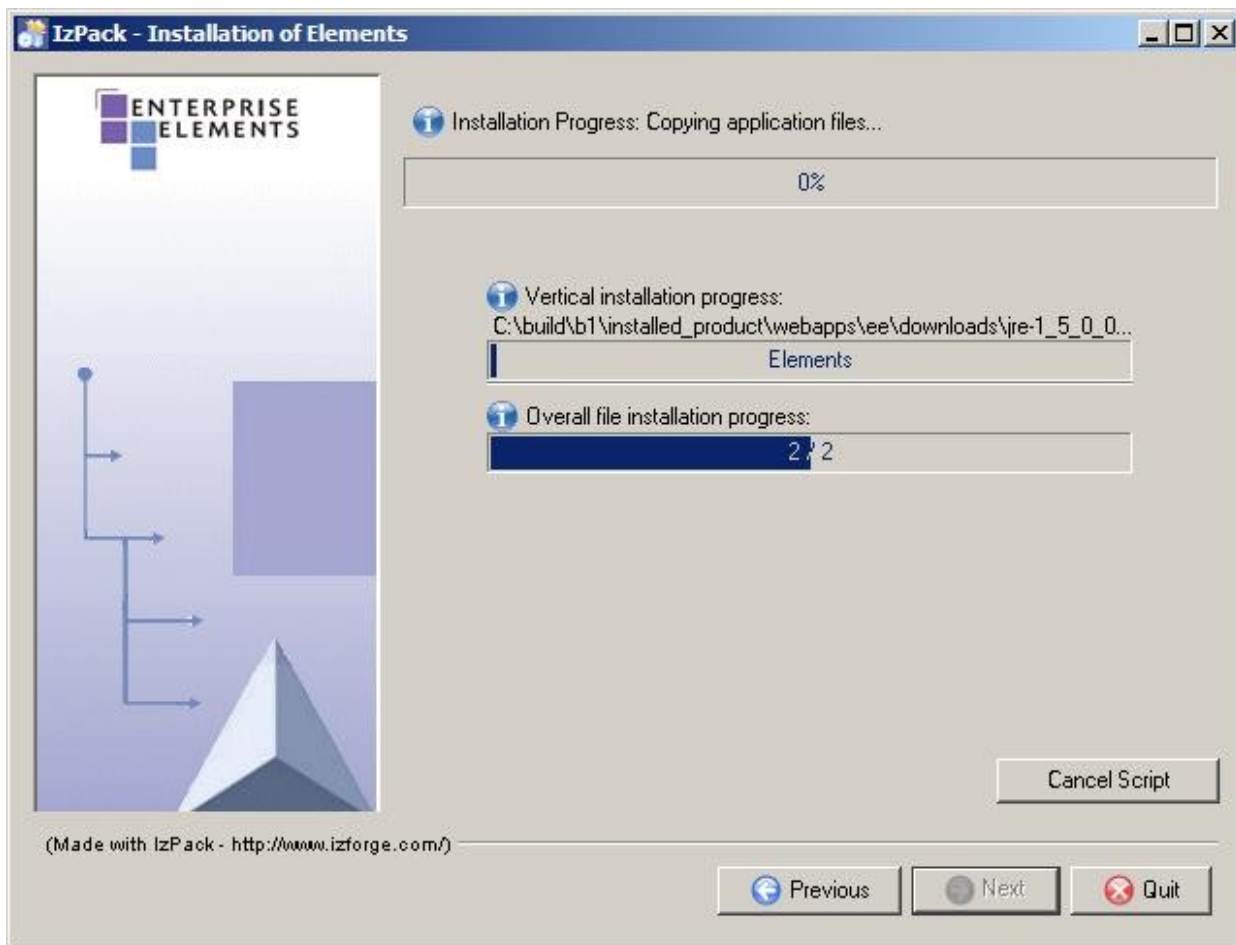 IzPack - Installation of Elements
ENTERPRISE
ELEMENTS
Installation Progress: Copying application files...
0%
Vertical installation progress:
C:\build\b1\installed_product\webapps\ee\downloads\jre-1_5_0_0...
Elements
Overall file installation progress:
2 / 2
Cancel Script
(Made with IzPack - http://www.izforge.com/)
Previous
Next
Quit